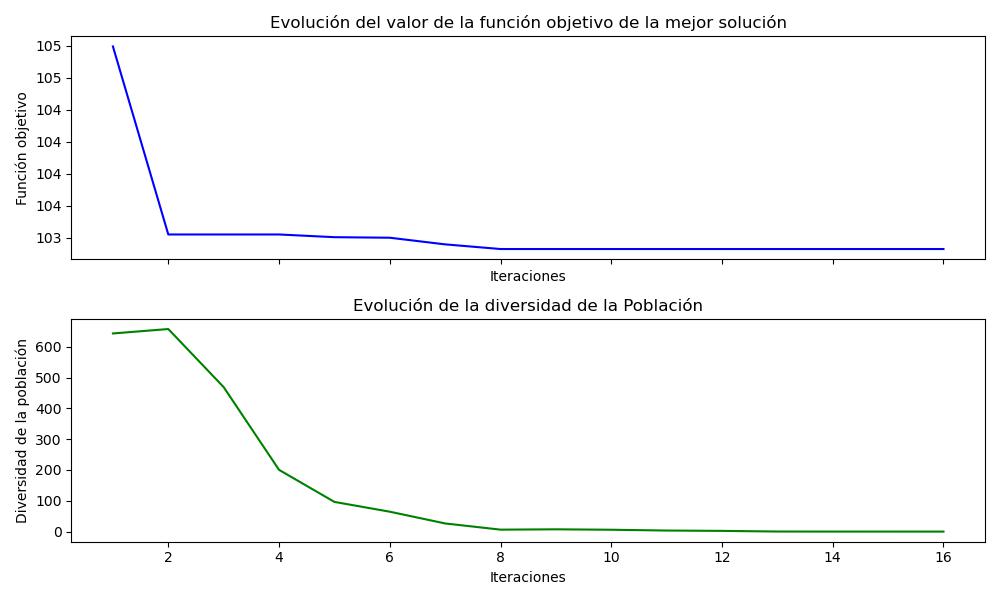 Evolución del valor de la función objetivo de la mejor solución
105
105
104
104
104
104
103
Función objetivo
Iteraciones
Evolución de la diversidad de la Población
600
500
400
300
200
100
0
Diversidad de la población
2 4 6 8 10 12 14 16
Iteraciones